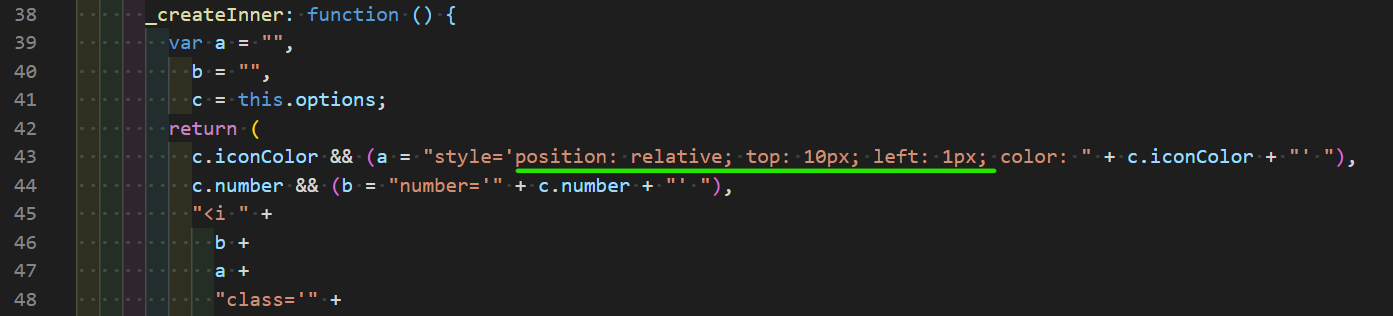 38 _createInner: function () {
39 var a = "",
40 b = "",
41 c = this.options;
42 return (
43 c.iconColor && (a = "style='position: relative; top: 10px; left: 1px; color: " + c.iconColor + "' "),
44 c.number && (b = "number='" + c.number + "' "),
45 "<i " +
46 b +
47 a +
48 "class='" +